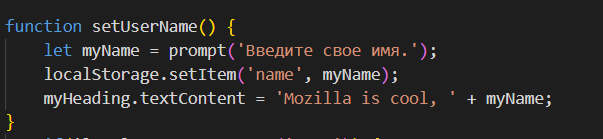 function setUserName() {
let myName = prompt('Введите свое имя.');
localStorage.setItem('name', myName);
myHeading.textContent = 'Mozilla is cool, ' + myName;
}